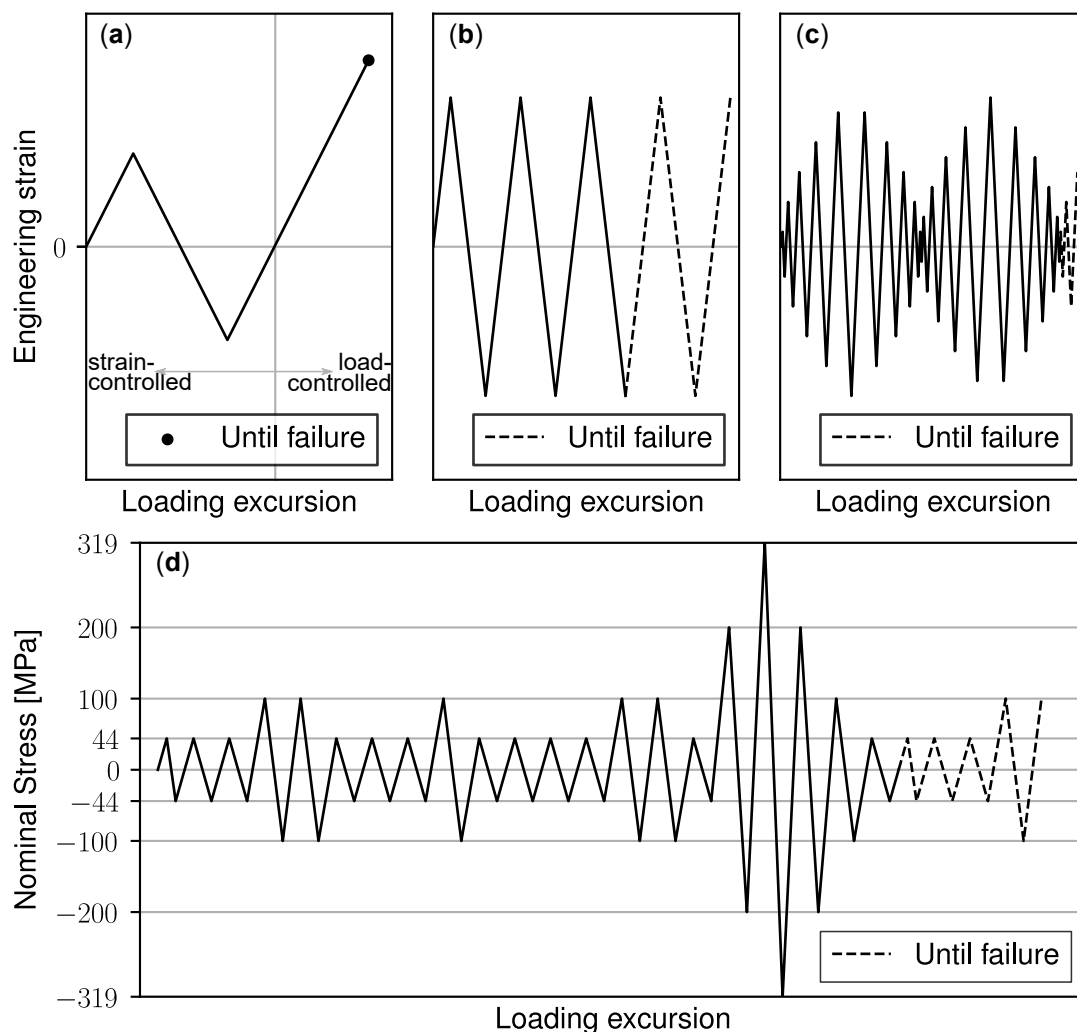 (a)
(b)
(c)
Engineering strain
0
strain-
controlled
load-
controlled
Until failure
Until failure
Until failure
Loading excursion
Loading excursion
Loading excursion
(d)
Nominal Stress [MPa]
319
200
100
44
0
−44
−100
−200
−319
Until failure
Loading excursion